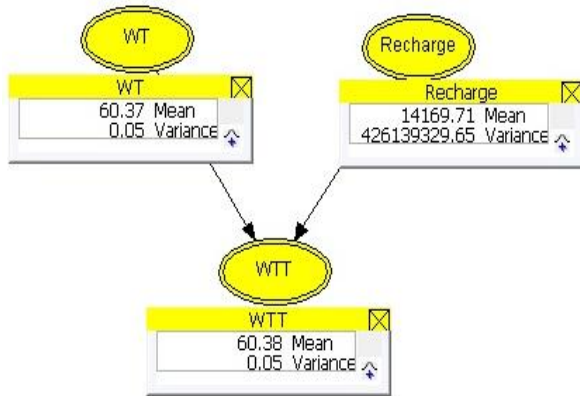 WT
Recharge
WT
60.37 Mean
0.05 Variance
Recharge
14169.71 Mean
426139329.65 Variance
WTT
WTT
60.38 Mean
0.05 Variance